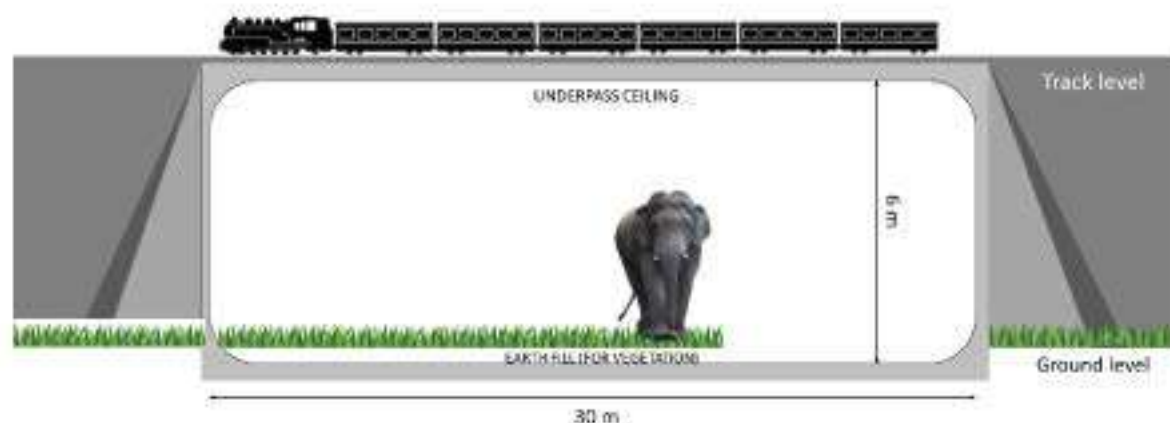 UNDERPASS CEILING
Track level
6 m
EARTH FILL (FOR VEGETATION)
Ground level
30 m